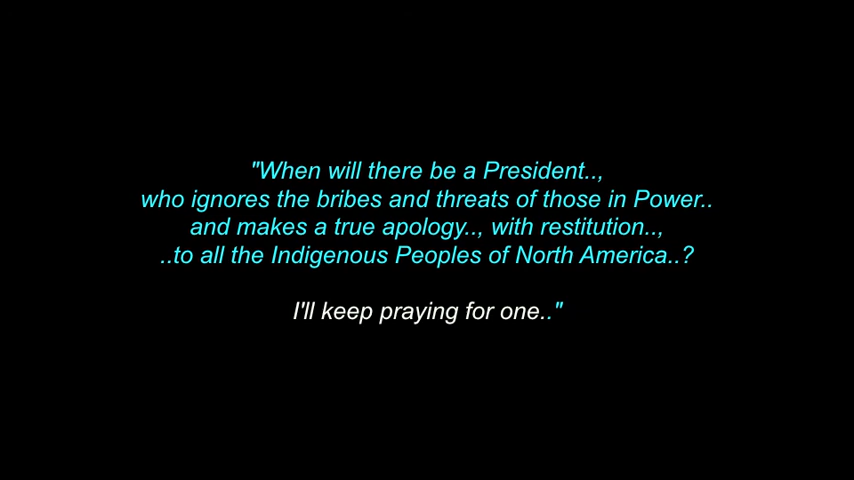 "When will there be a President..,
who ignores the bribes and threats of those in Power..
and makes a true apology.., with restitution..,
..to all the Indigenous Peoples of North America..?
I'll keep praying for one.."